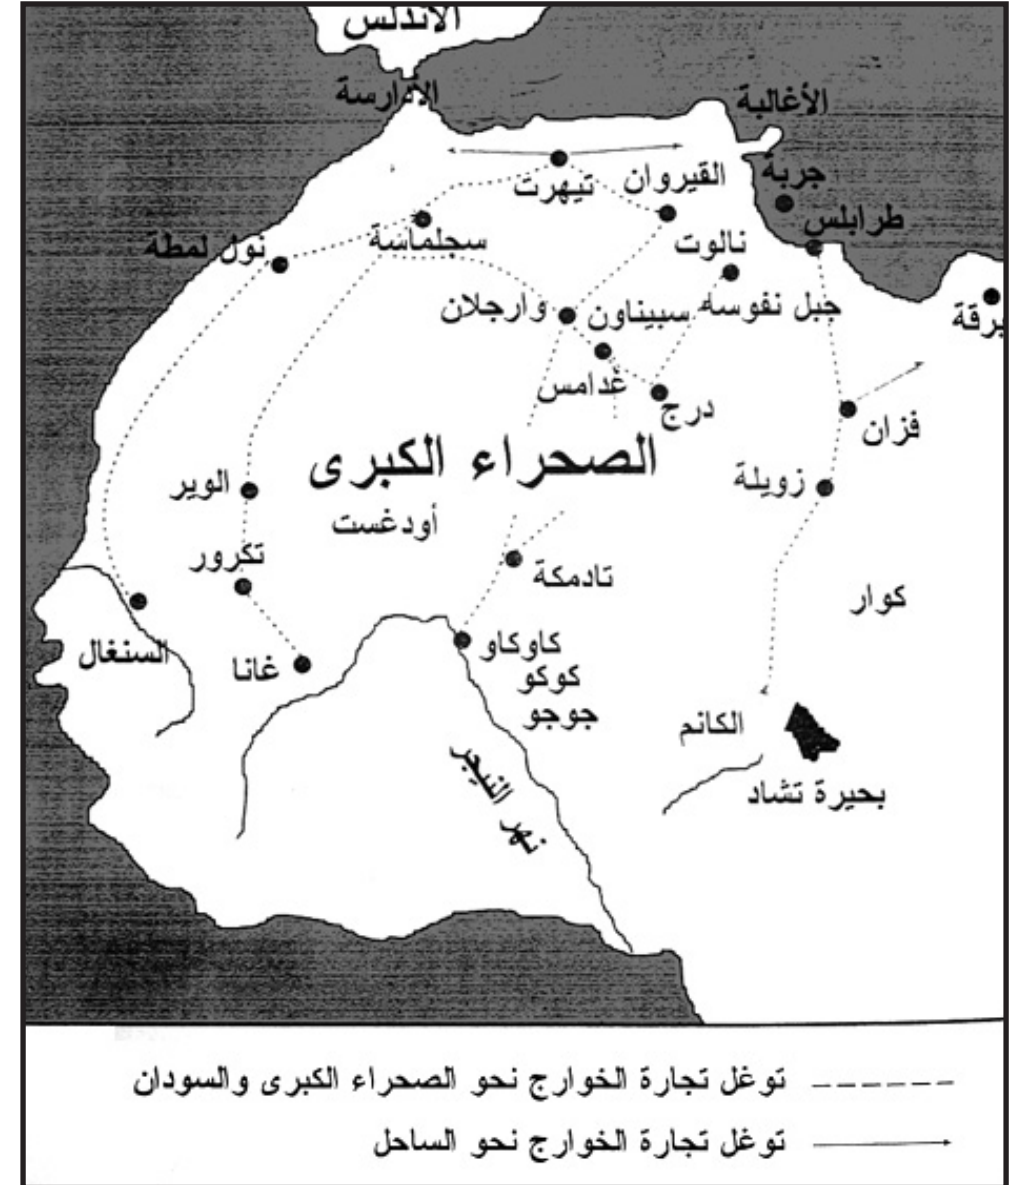 الأندلس
الأدارسة
الأغالبة
جربة
تيهرت
القيروان
طرابلس
سجلماسة
نالوت
نول لمطة
وارجلان
سبيناون
جبل نفوسه
برقة
غدامس
درج
فزان
الصحراء الكبرى
الوير
زويلة
أودغست
تكرور
تادمكة
كوار
السنغال
غانا
كاوكاو
كوكو
جوجو
الكانم
نهر النيجر
بحيرة تشاد
توغل تجارة الخوارج نحو الصحراء الكبرى والسودان
توغل تجارة الخوارج نحو الساحل